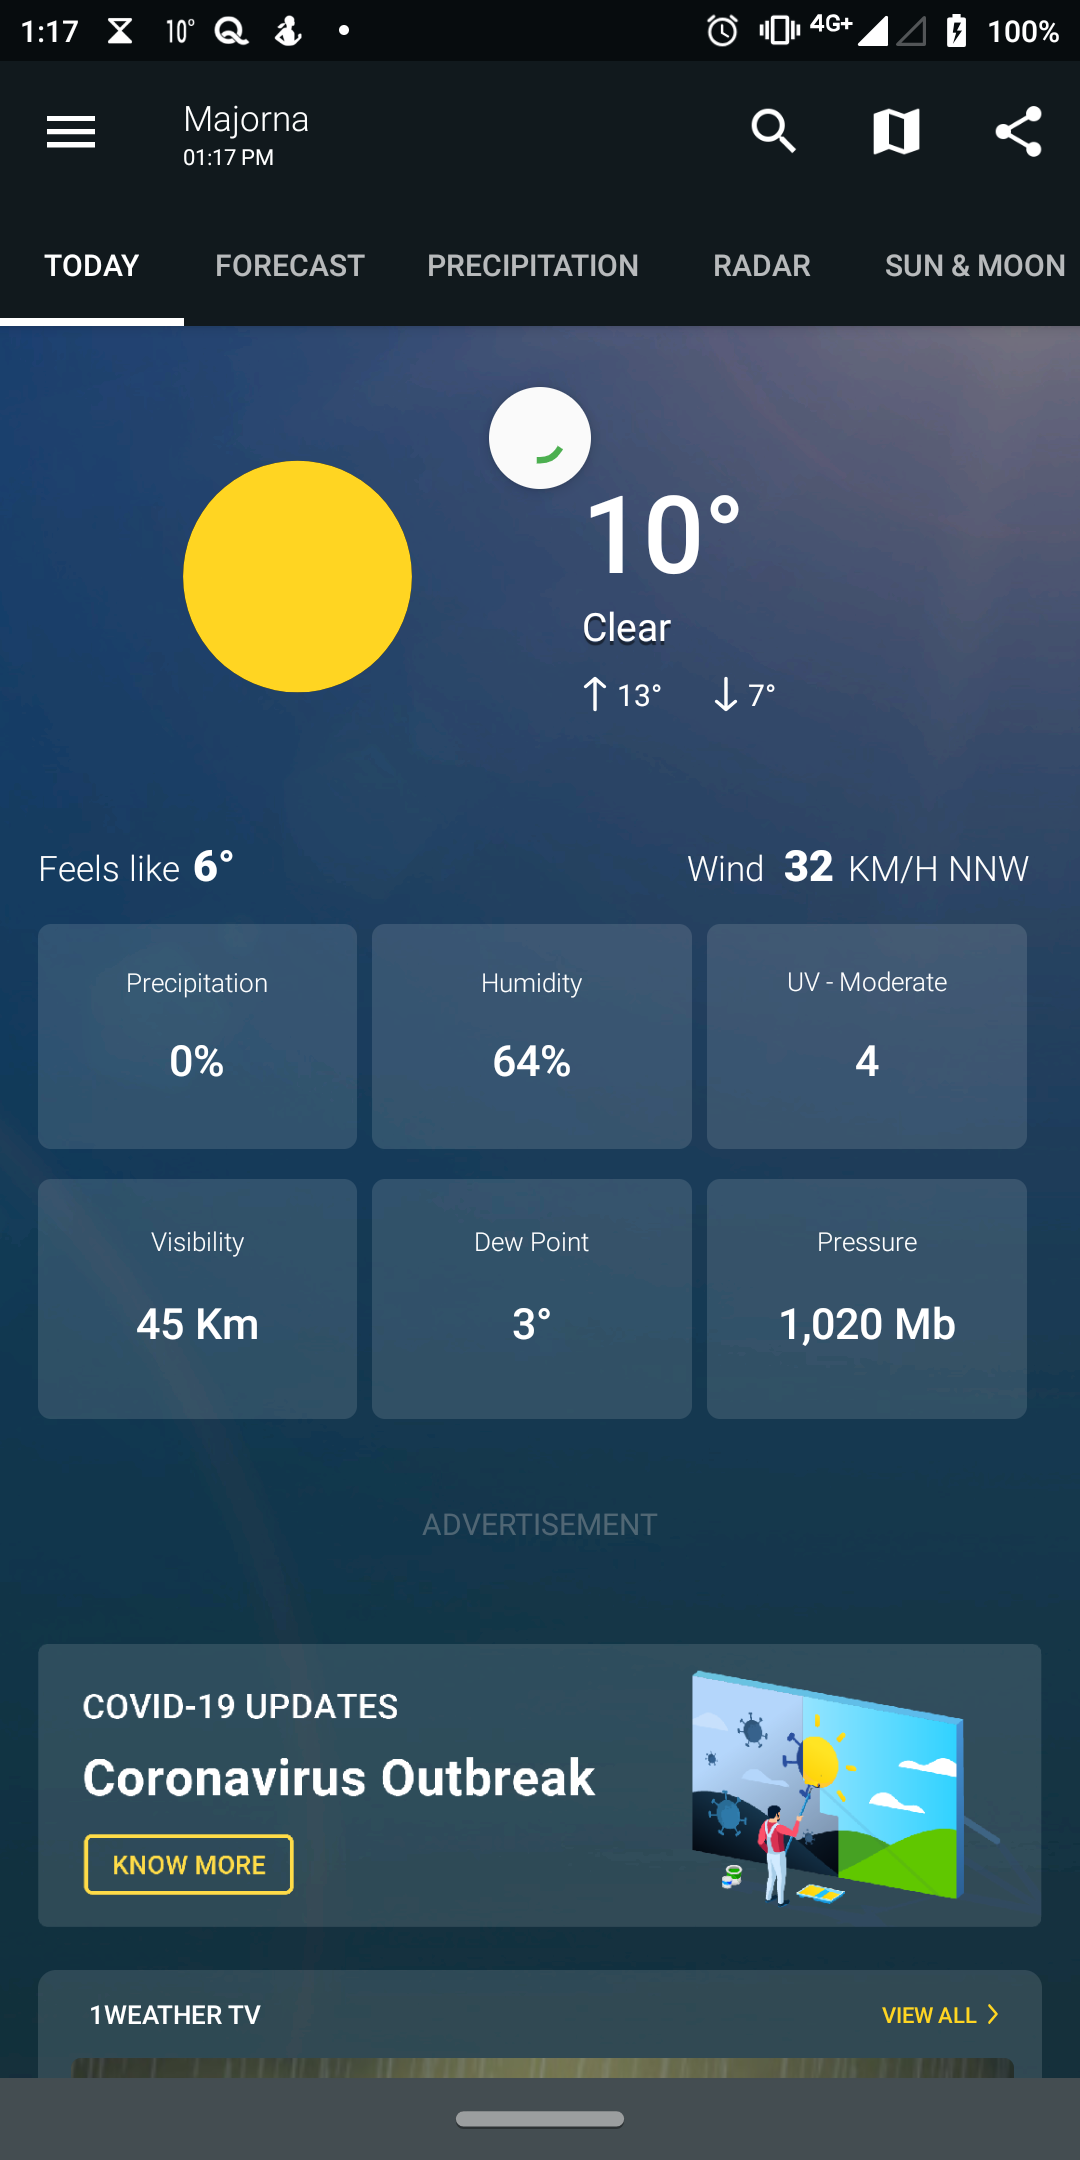 1:17 10° 4G+ 100%
Majorna
01:17 PM
TODAY FORECAST PRECIPITATION RADAR SUN & MOON
10°
Clear
↑ 13° ↓ 7°
Feels like 6° Wind 32 KM/H NNW
Precipitation Humidity UV - Moderate
0% 64% 4
Visibility Dew Point Pressure
45 Km 3° 1,020 Mb
ADVERTISEMENT
COVID-19 UPDATES
Coronavirus Outbreak
KNOW MORE
1WEATHER TV VIEW ALL